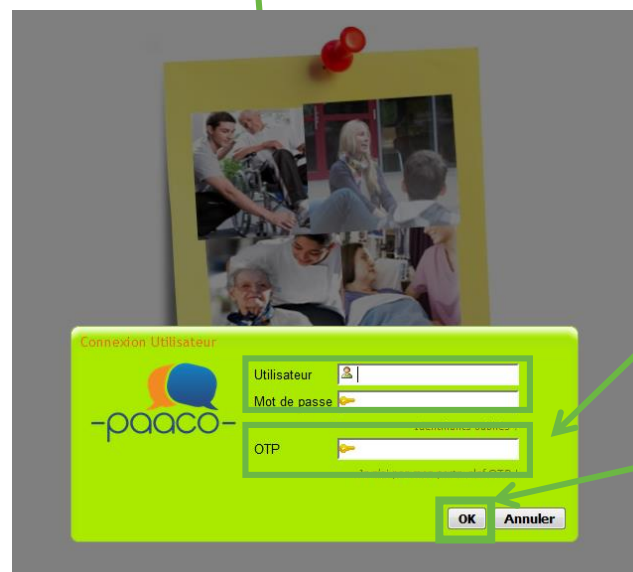 Connexion Utilisateur
-paaco-
Utilisateur
Mot de passe
OTP
OK Annuler